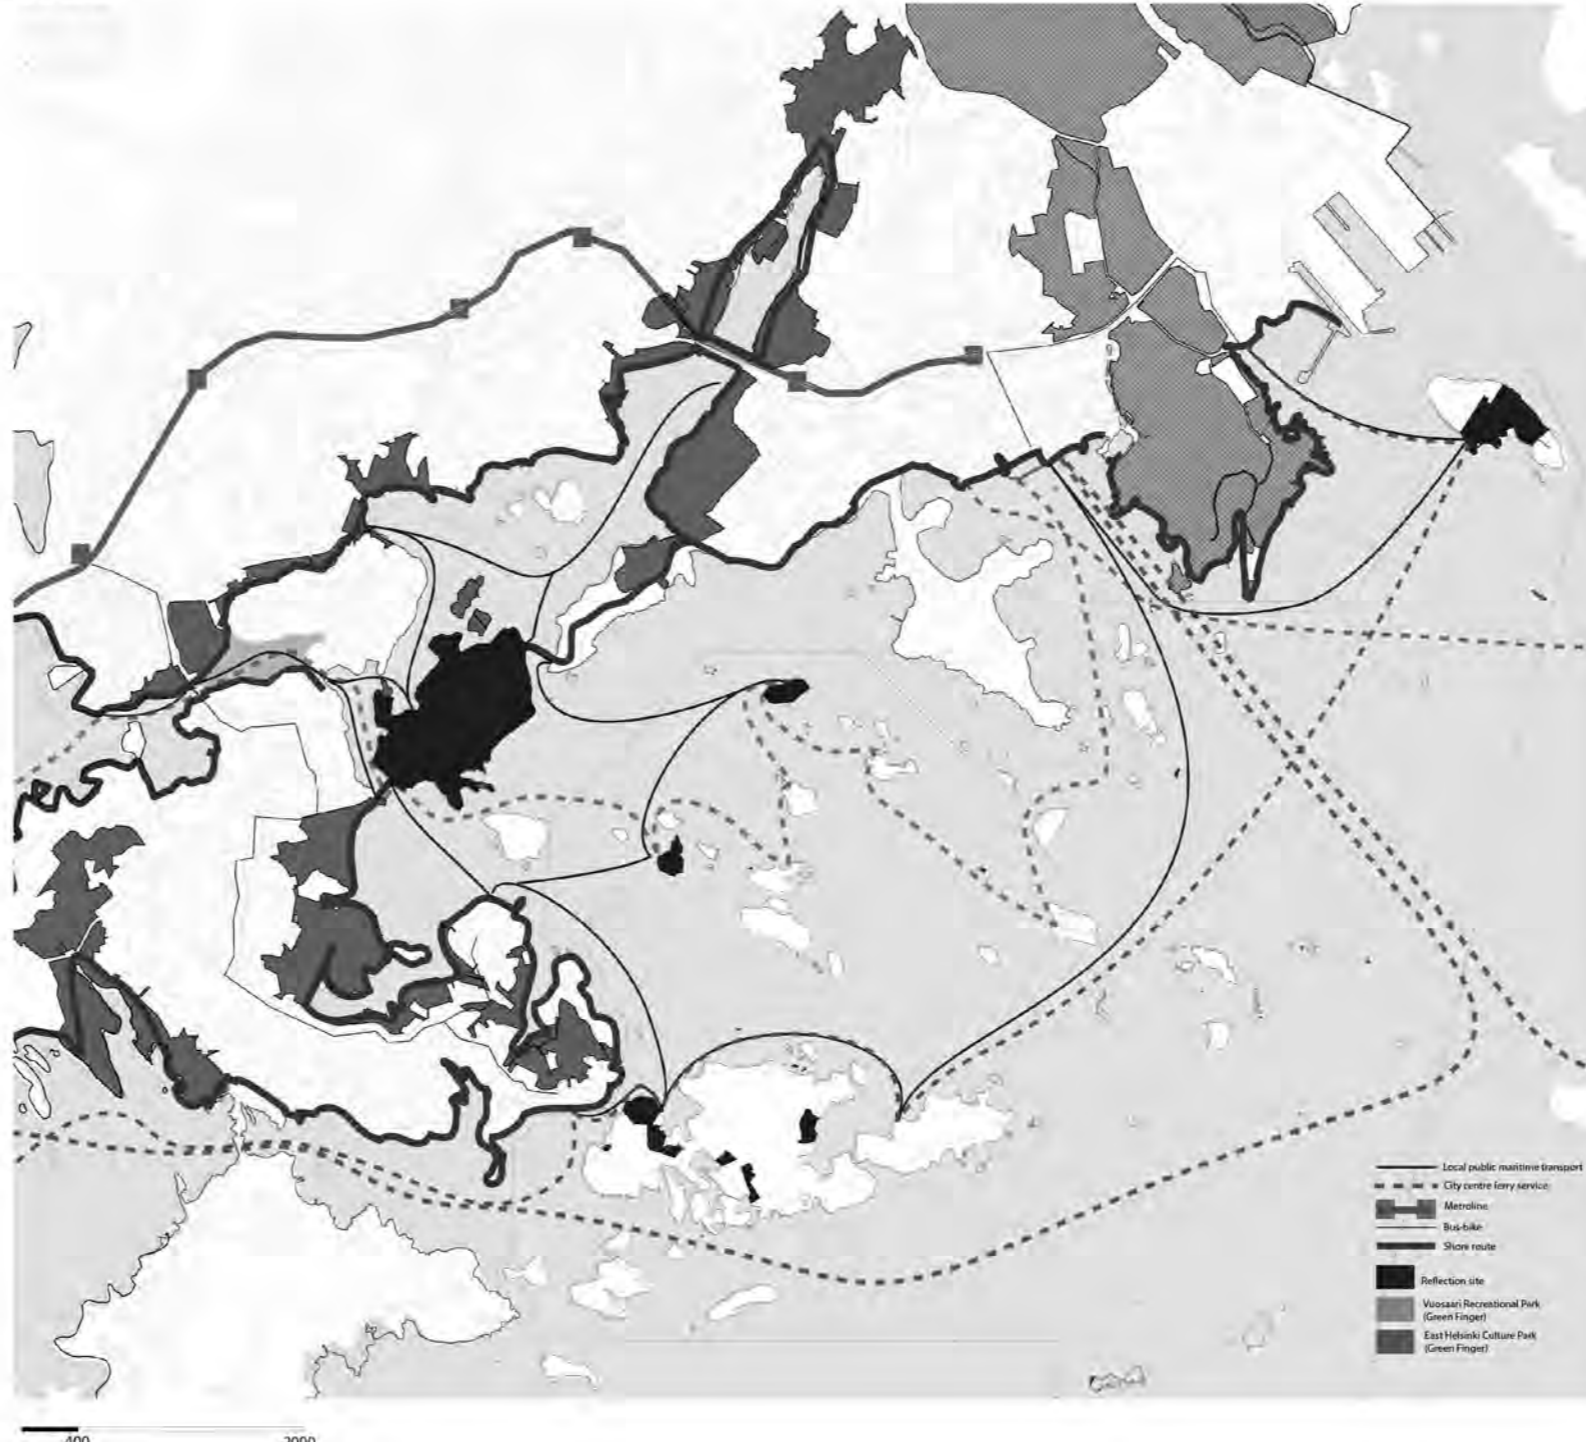 Local public maritime transport
City centre ferry service
Metroline
Bus-bike
Shore route
Reflection site
Vuosaari Recreational Park
(Green Finger)
East Helsinki Culture Park
(Green Finger)
400
2000